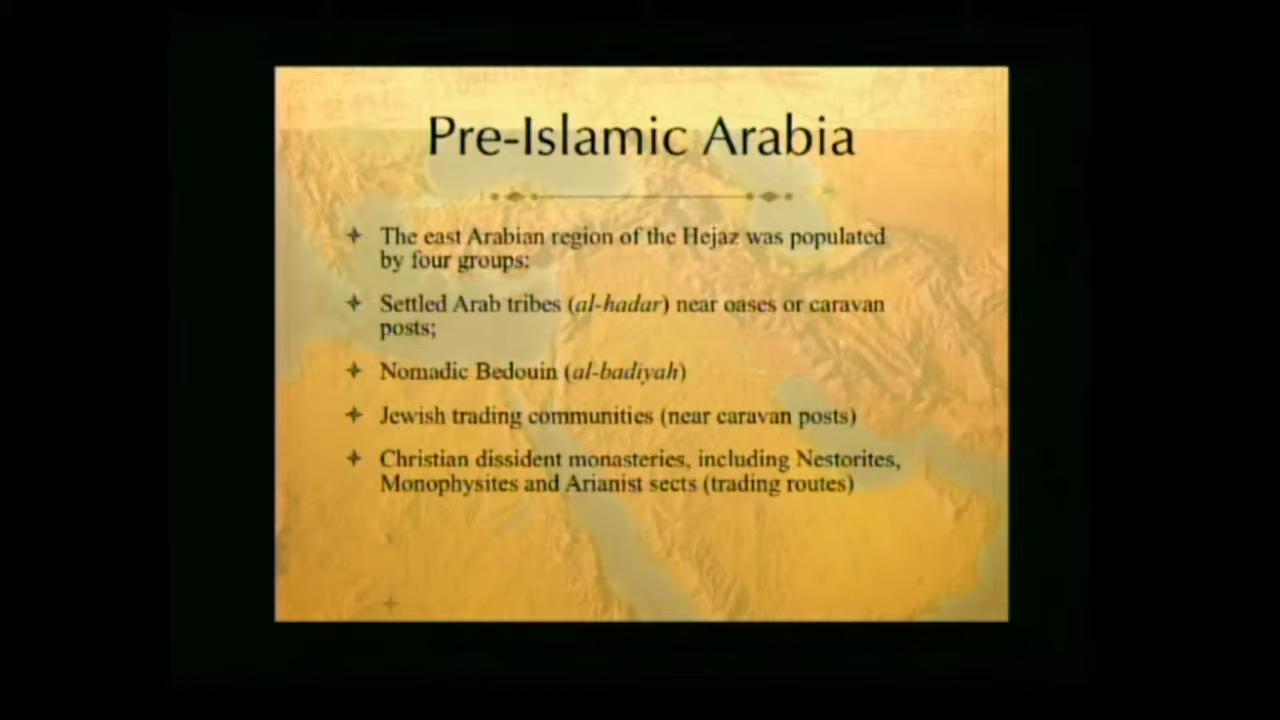 Pre-Islamic Arabia
The east Arabian region of the Hejaz was populated
by four groups:
Settled Arab tribes (al-hadar) near oases or caravan
posts;
Nomadic Bedouin (al-badiyah)
Jewish trading communities (near caravan posts)
Christian dissident monasteries, including Nestorites,
Monophysites and Arianist sects (trading routes)